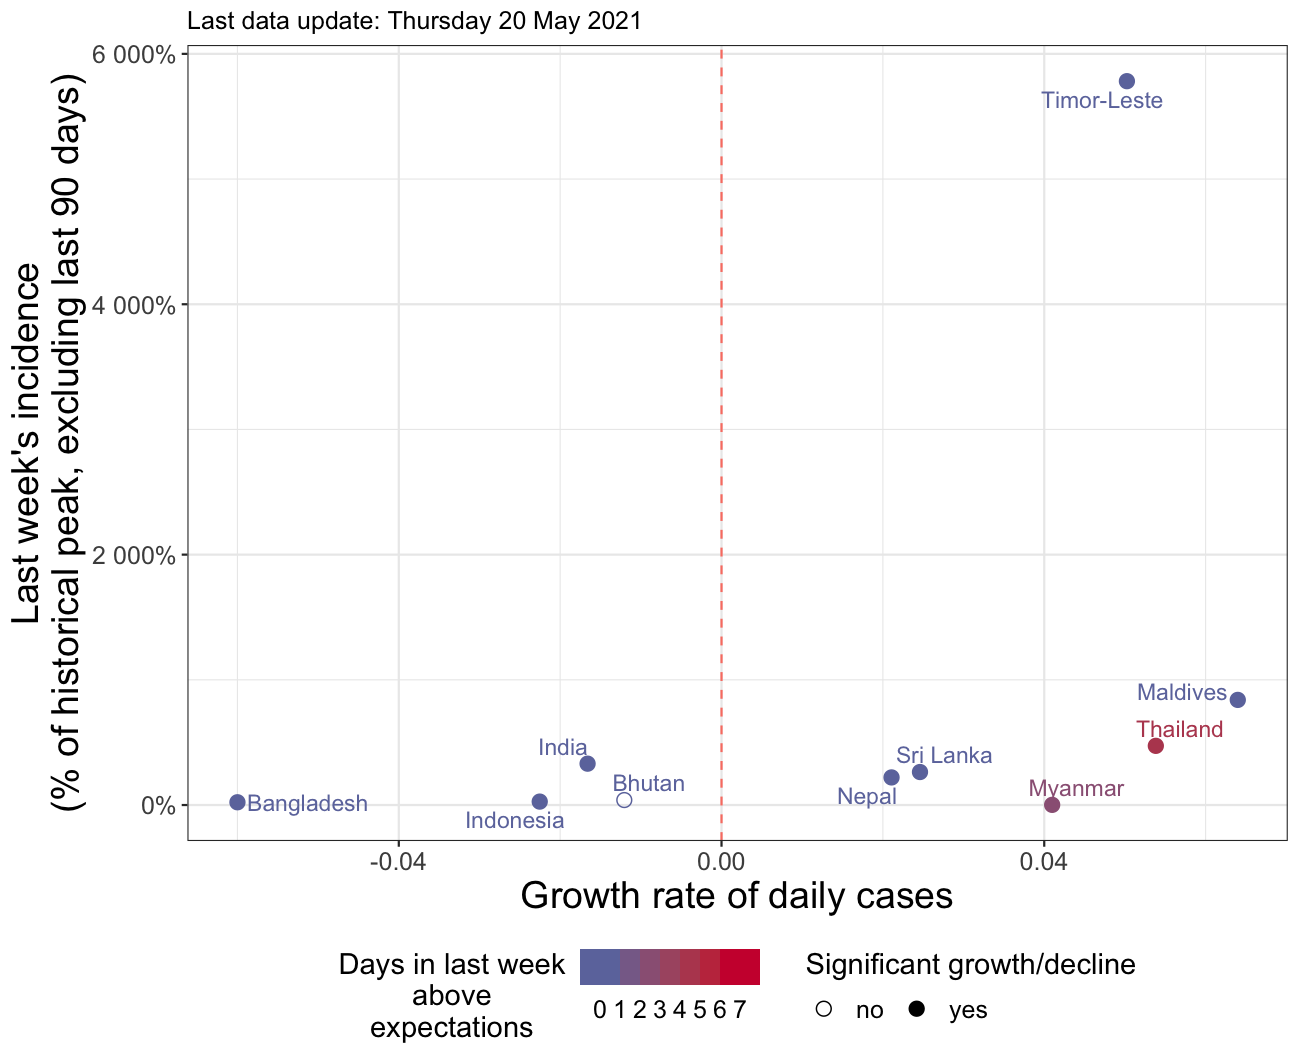 Last data update: Thursday 20 May 2021
Last week's incidence
(% of historical peak, excluding last 90 days)
6 000%
4 000%
2 000%
0%
Timor-Leste
Maldives
Thailand
India
Sri Lanka
Bhutan
Myanmar
Nepal
Bangladesh
Indonesia
-0.04
0.00
0.04
Growth rate of daily cases
Days in last week
above
expectations
0 1 2 3 4 5 6 7
Significant growth/decline
no
yes